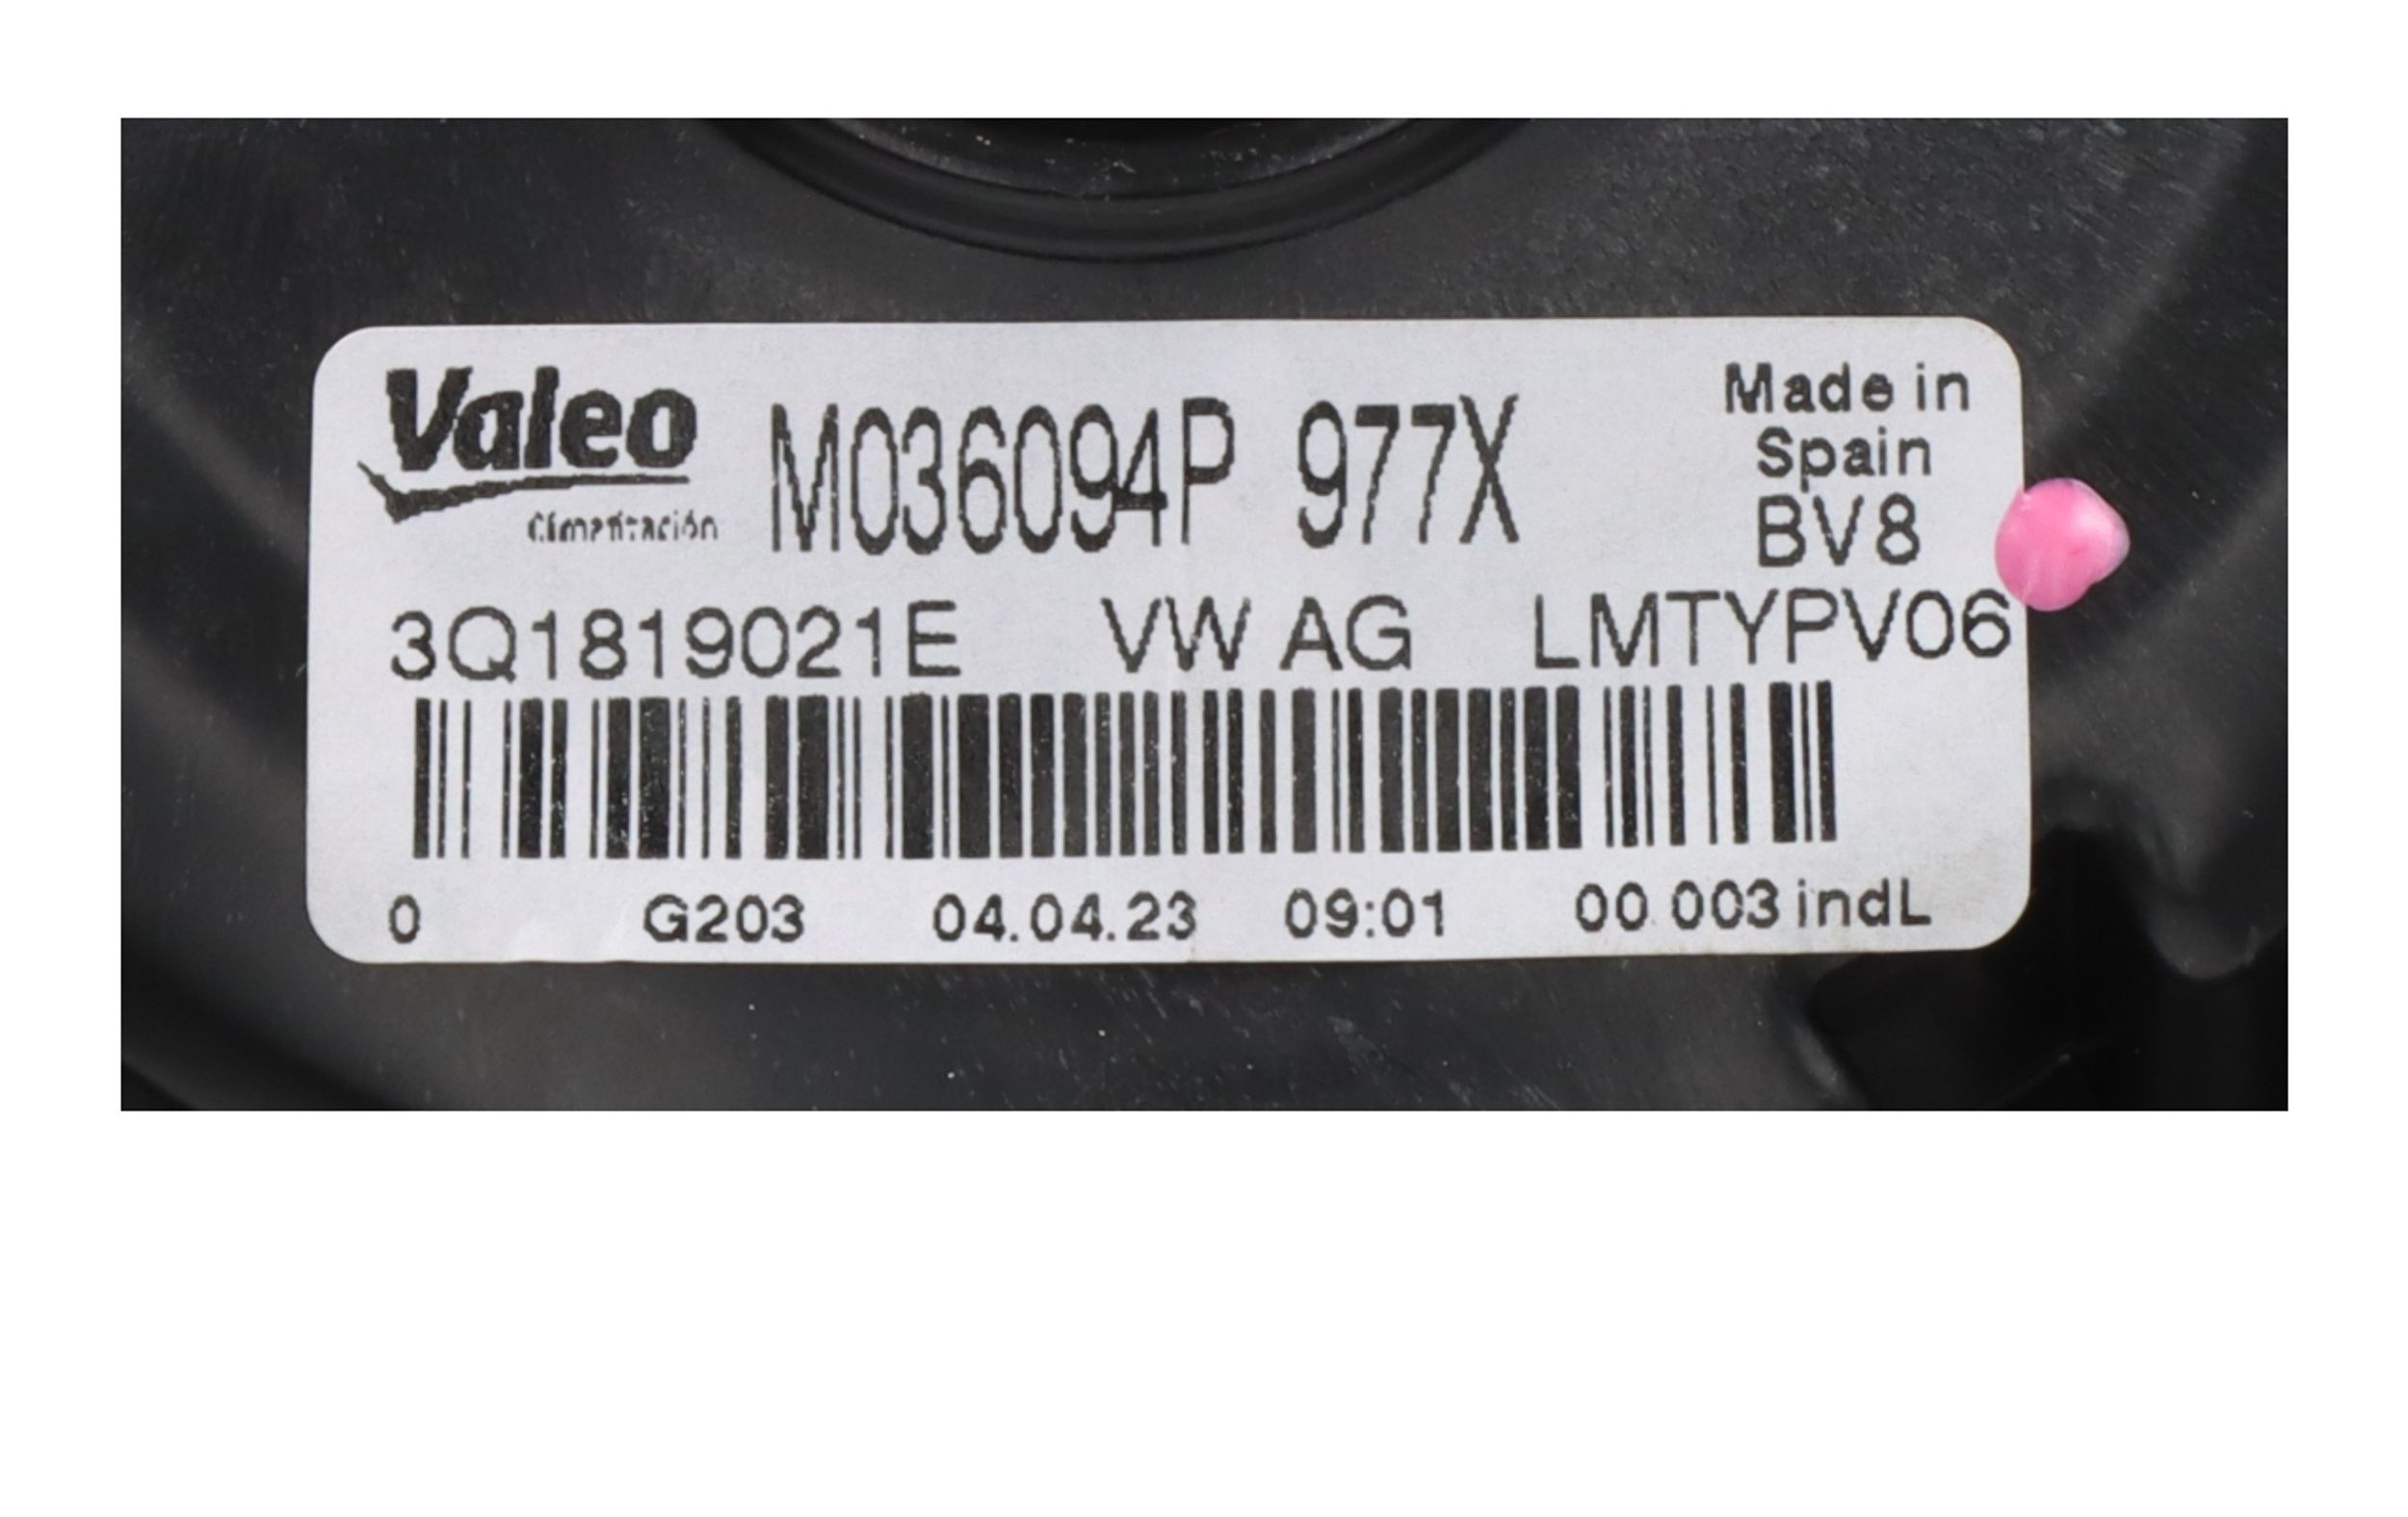 Valeo
Climatización
M036094P 977X
Made in
Spain
BV8
3Q1819021E VW AG LMTYPV06
0 G203 04.04.23 09:01 00 003 indL